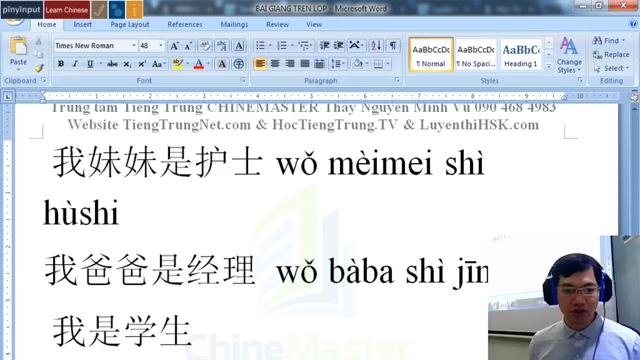 pinyinput Learn Chinese BAI GIANG TREN LOP - Microsoft Word
Home Insert Page Layout References Mailings Review View
Paste Times New Roman 48 AaBbCcDc AaBbCcDc AaBbCc Find
Replace
¶ Normal ¶ No Spaci... Heading 1 Change Select
Clipboard Font Paragraph Styles Editing
Trung tâm Tiếng Trung CHINEMASTER Thầy Nguyễn Minh Vũ 090 468 4983
Website TiengTrungNet.com & HocTiengTrung.TV & LuyenthiHSK.com
我妹妹是护士 wǒ mèimei shì
hùshi
我爸爸是经理 wǒ bàba shì jīn
我是学生
ChineMaster